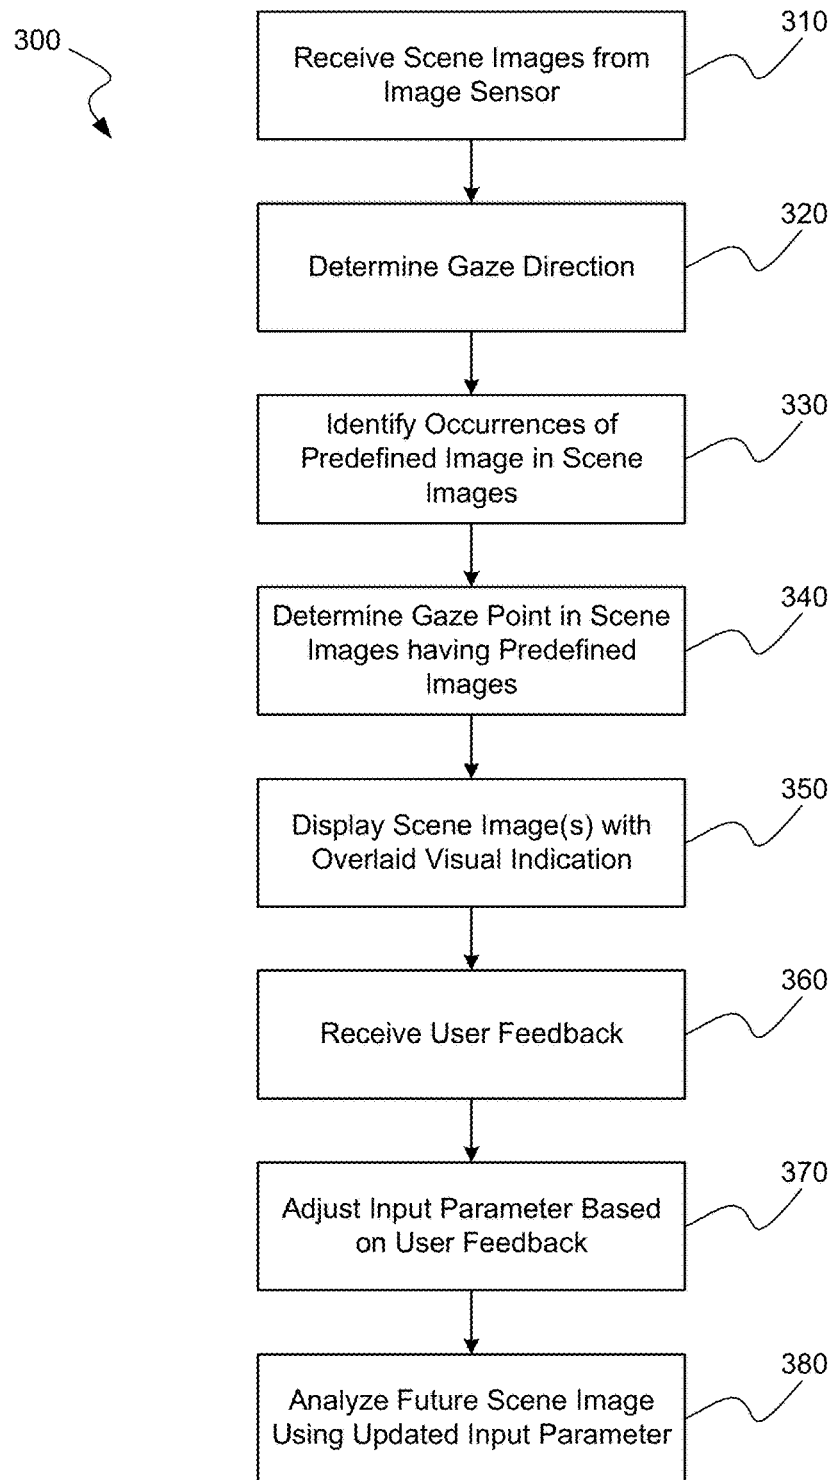 300
310
Receive Scene Images from
Image Sensor
320
Determine Gaze Direction
330
Identify Occurrences of
Predefined Image in Scene
Images
340
Determine Gaze Point in Scene
Images having Predefined
Images
350
Display Scene Image(s) with
Overlaid Visual Indication
360
Receive User Feedback
370
Adjust Input Parameter Based
on User Feedback
380
Analyze Future Scene Image
Using Updated Input Parameter